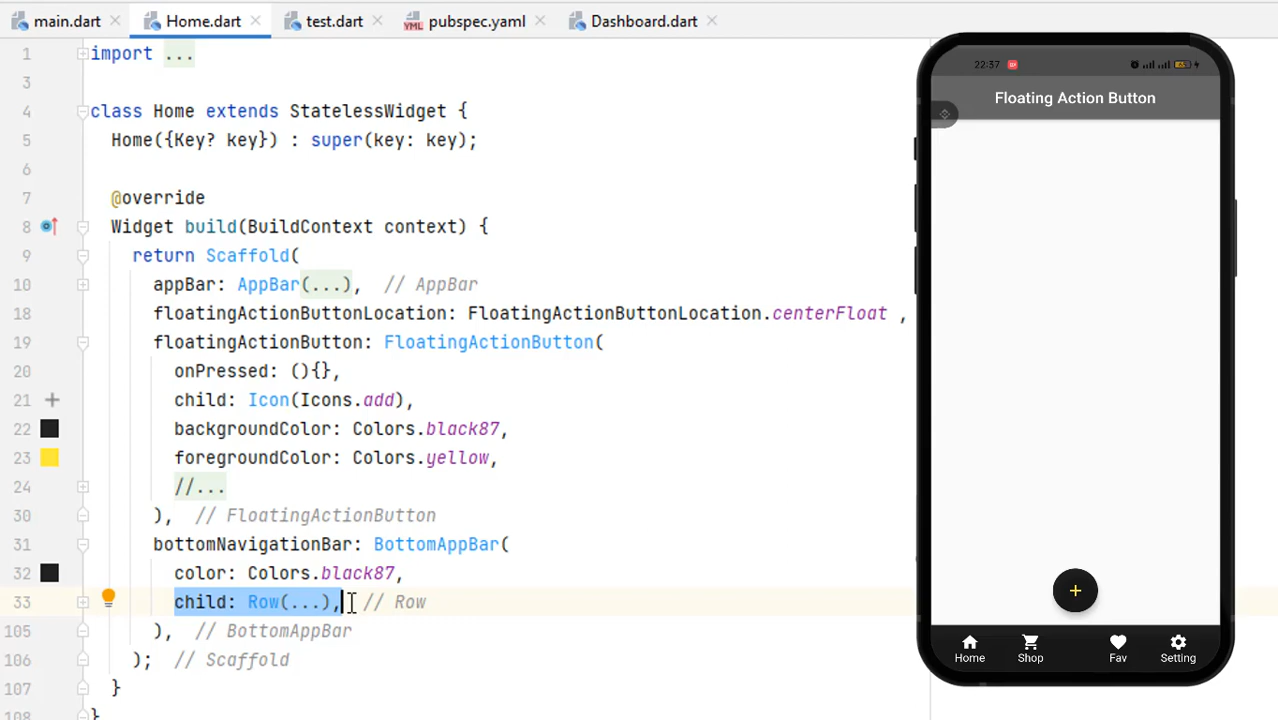 main.dart Home.dart test.dart pubspec.yaml Dashboard.dart
1 import ...
3
4 class Home extends StatelessWidget {
5 Home({Key? key}) : super(key: key);
6
7 @override
8 Widget build(BuildContext context) {
9 return Scaffold(
10 appBar: AppBar(...), // AppBar
18 floatingActionButtonLocation: FloatingActionButtonLocation.centerFloat ,
19 floatingActionButton: FloatingActionButton(
20 onPressed: (){},
21 child: Icon(Icons.add),
22 backgroundColor: Colors.black87,
23 foregroundColor: Colors.yellow,
24 //...
30 ), // FloatingActionButton
31 bottomNavigationBar: BottomAppBar(
32 color: Colors.black87,
33 child: Row(...), // Row
105 ), // BottomAppBar
106 ); // Scaffold
107 }
108 }
22:37
Floating Action Button
Home Shop Fav Setting